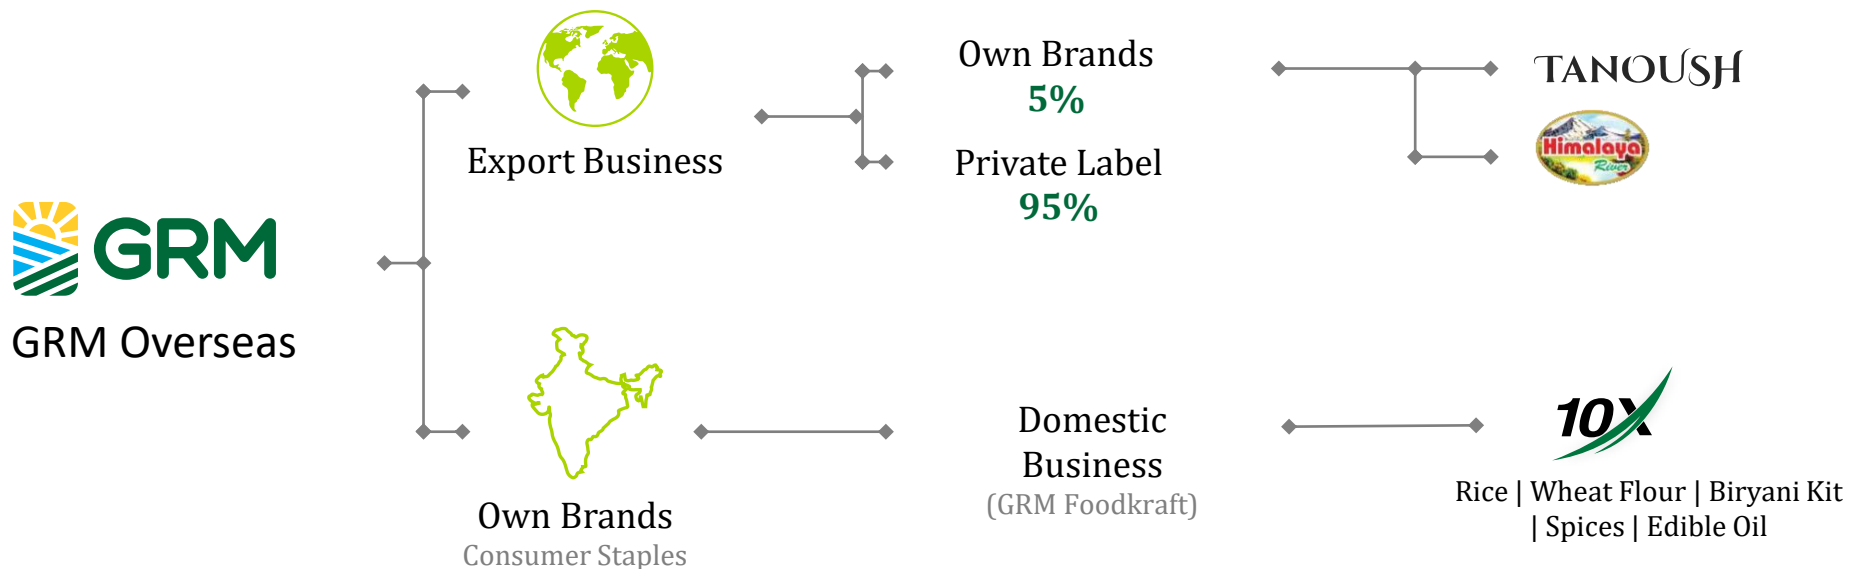 GRM
GRM Overseas
Export Business
Own Brands
5%
Private Label
95%
TANOUSH
Himalaya
River
Own Brands
Consumer Staples
Domestic
Business
(GRM Foodkraft)
10X
Rice | Wheat Flour | Biryani Kit
| Spices | Edible Oil